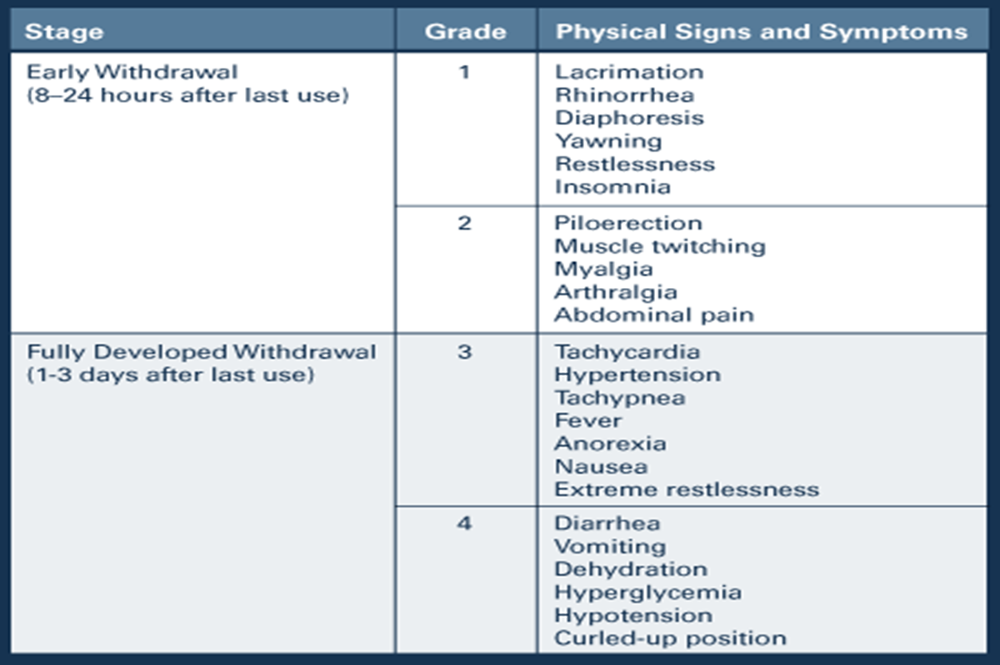 Stage Grade Physical Signs and Symptoms
Early Withdrawal 1 Lacrimation
(8–24 hours after last use) Rhinorrhea
Diaphoresis
Yawning
Restlessness
Insomnia
2 Piloerection
Muscle twitching
Myalgia
Arthralgia
Abdominal pain
Fully Developed Withdrawal 3 Tachycardia
(1-3 days after last use) Hypertension
Tachypnea
Fever
Anorexia
Nausea
Extreme restlessness
4 Diarrhea
Vomiting
Dehydration
Hyperglycemia
Hypotension
Curled-up position